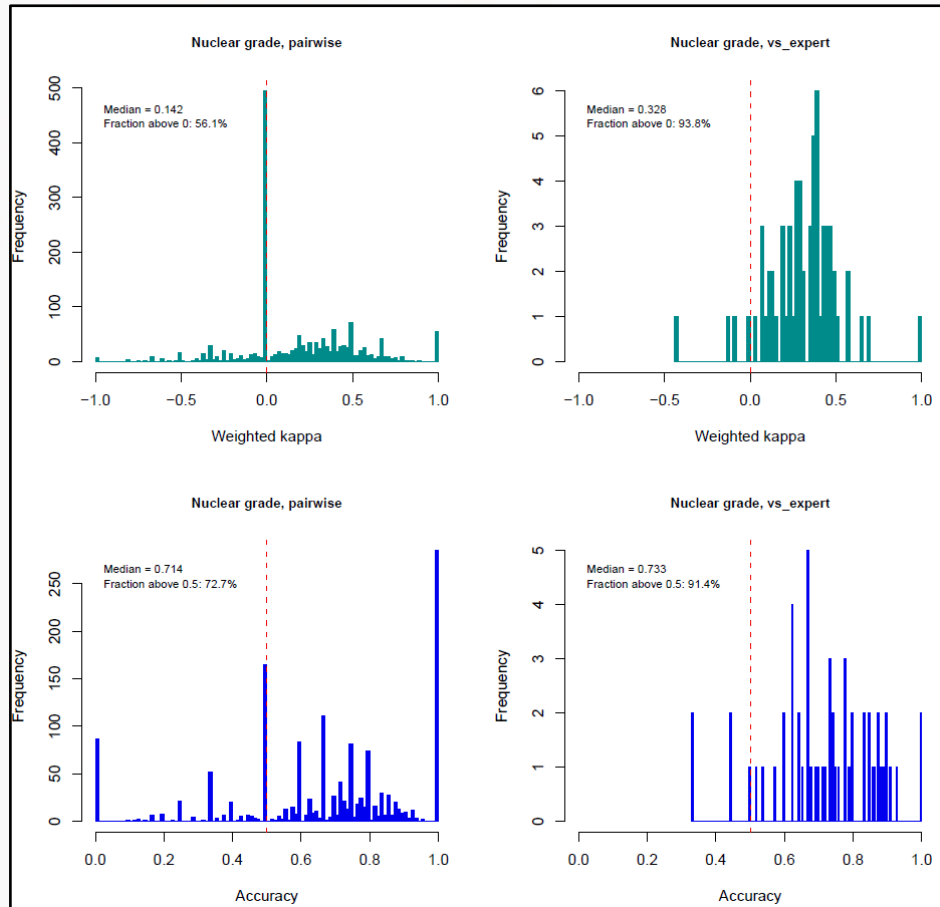 Nuclear grade, pairwise
Median = 0.142
Fraction above 0: 56.1%
Frequency
0
100
200
300
400
500
−1.0 −0.5 0.0 0.5 1.0
Weighted kappa
Nuclear grade, vs_expert
Median = 0.328
Fraction above 0: 93.8%
Frequency
0
1
2
3
4
5
6
−1.0 −0.5 0.0 0.5 1.0
Weighted kappa
Nuclear grade, pairwise
Median = 0.714
Fraction above 0.5: 72.7%
Frequency
0
50
100
150
200
250
0.0 0.2 0.4 0.6 0.8 1.0
Accuracy
Nuclear grade, vs_expert
Median = 0.733
Fraction above 0.5: 91.4%
Frequency
0
1
2
3
4
5
0.0 0.2 0.4 0.6 0.8 1.0
Accuracy